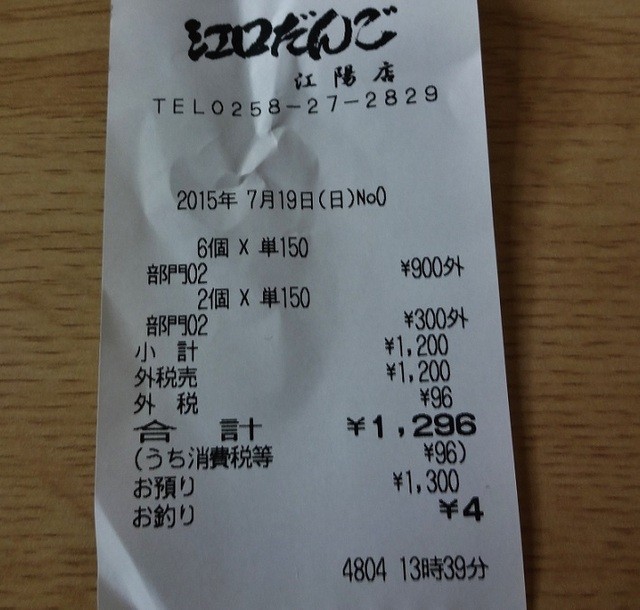 江口だんご
江陽店
TEL0258-27-2829
2015年 7月19日(日)No0
6個 X 単150
部門02 ¥900外
2個 X 単150
部門02 ¥300外
小 計 ¥1,200
外税売 ¥1,200
外 税 ¥96
合 計 ¥1,296
(うち消費税等 ¥96)
お預り ¥1,300
お釣り ¥4
4804 13時39分